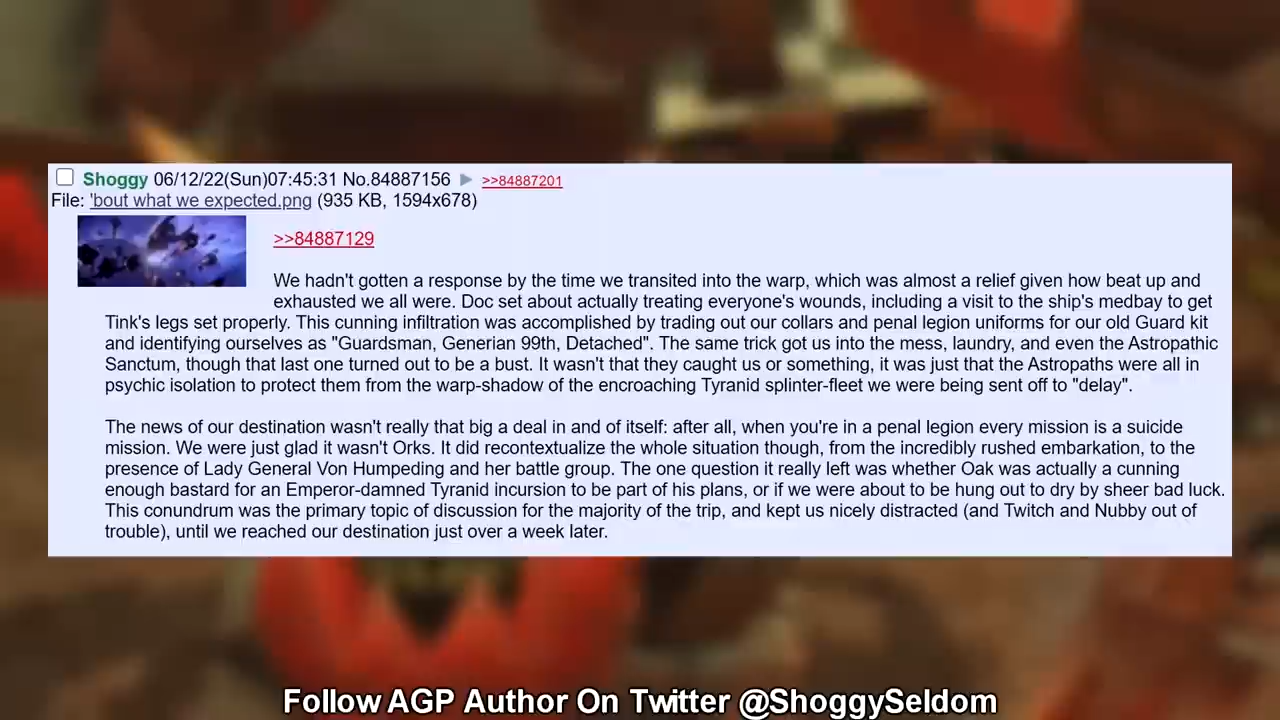 Shoggy 06/12/22(Sun)07:45:31 No.84887156 ▶ >>84887201
File: 'bout what we expected.png (935 KB, 1594x678)
>>84887129
We hadn't gotten a response by the time we transited into the warp, which was almost a relief given how beat up and
exhausted we all were. Doc set about actually treating everyone's wounds, including a visit to the ship's medbay to get
Tink's legs set properly. This cunning infiltration was accomplished by trading out our collars and penal legion uniforms for our old Guard kit
and identifying ourselves as "Guardsman, Generian 99th, Detached". The same trick got us into the mess, laundry, and even the Astropathic
Sanctum, though that last one turned out to be a bust. It wasn't that they caught us or something, it was just that the Astropaths were all in
psychic isolation to protect them from the warp-shadow of the encroaching Tyranid splinter-fleet we were being sent off to "delay".
The news of our destination wasn't really that big a deal in and of itself: after all, when you're in a penal legion every mission is a suicide
mission. We were just glad it wasn't Orks. It did recontextualize the whole situation though, from the incredibly rushed embarkation, to the
presence of Lady General Von Humpeding and her battle group. The one question it really left was whether Oak was actually a cunning
enough bastard for an Emperor-damned Tyranid incursion to be part of his plans, or if we were about to be hung out to dry by sheer bad luck.
This conundrum was the primary topic of discussion for the majority of the trip, and kept us nicely distracted (and Twitch and Nubby out of
trouble), until we reached our destination just over a week later.
Follow AGP Author On Twitter @ShoggySeldom